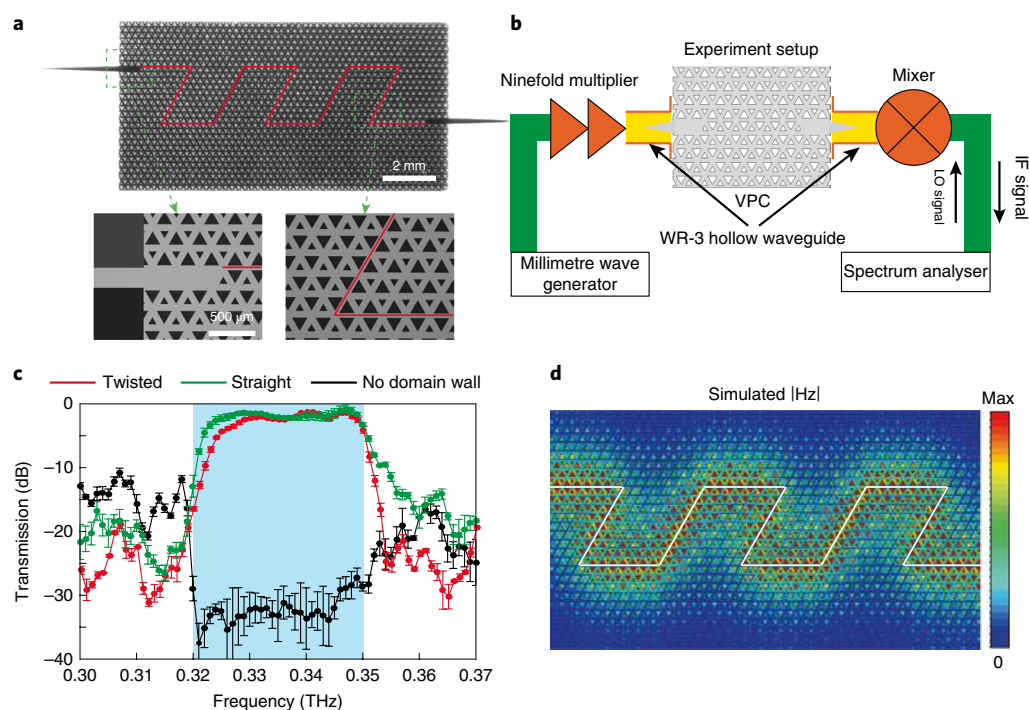 a
2 mm
500 μm
b
Experiment setup
Ninefold multiplier
Mixer
VPC
WR-3 hollow waveguide
LO signal
IF signal
Millimetre wave
generator
Spectrum analyser
c
Twisted
Straight
No domain wall
0
−10
−20
−30
−40
Transmission (dB)
0.30
0.31
0.32
0.33
0.34
0.35
0.36
0.37
Frequency (THz)
d
Simulated |Hz|
Max
0